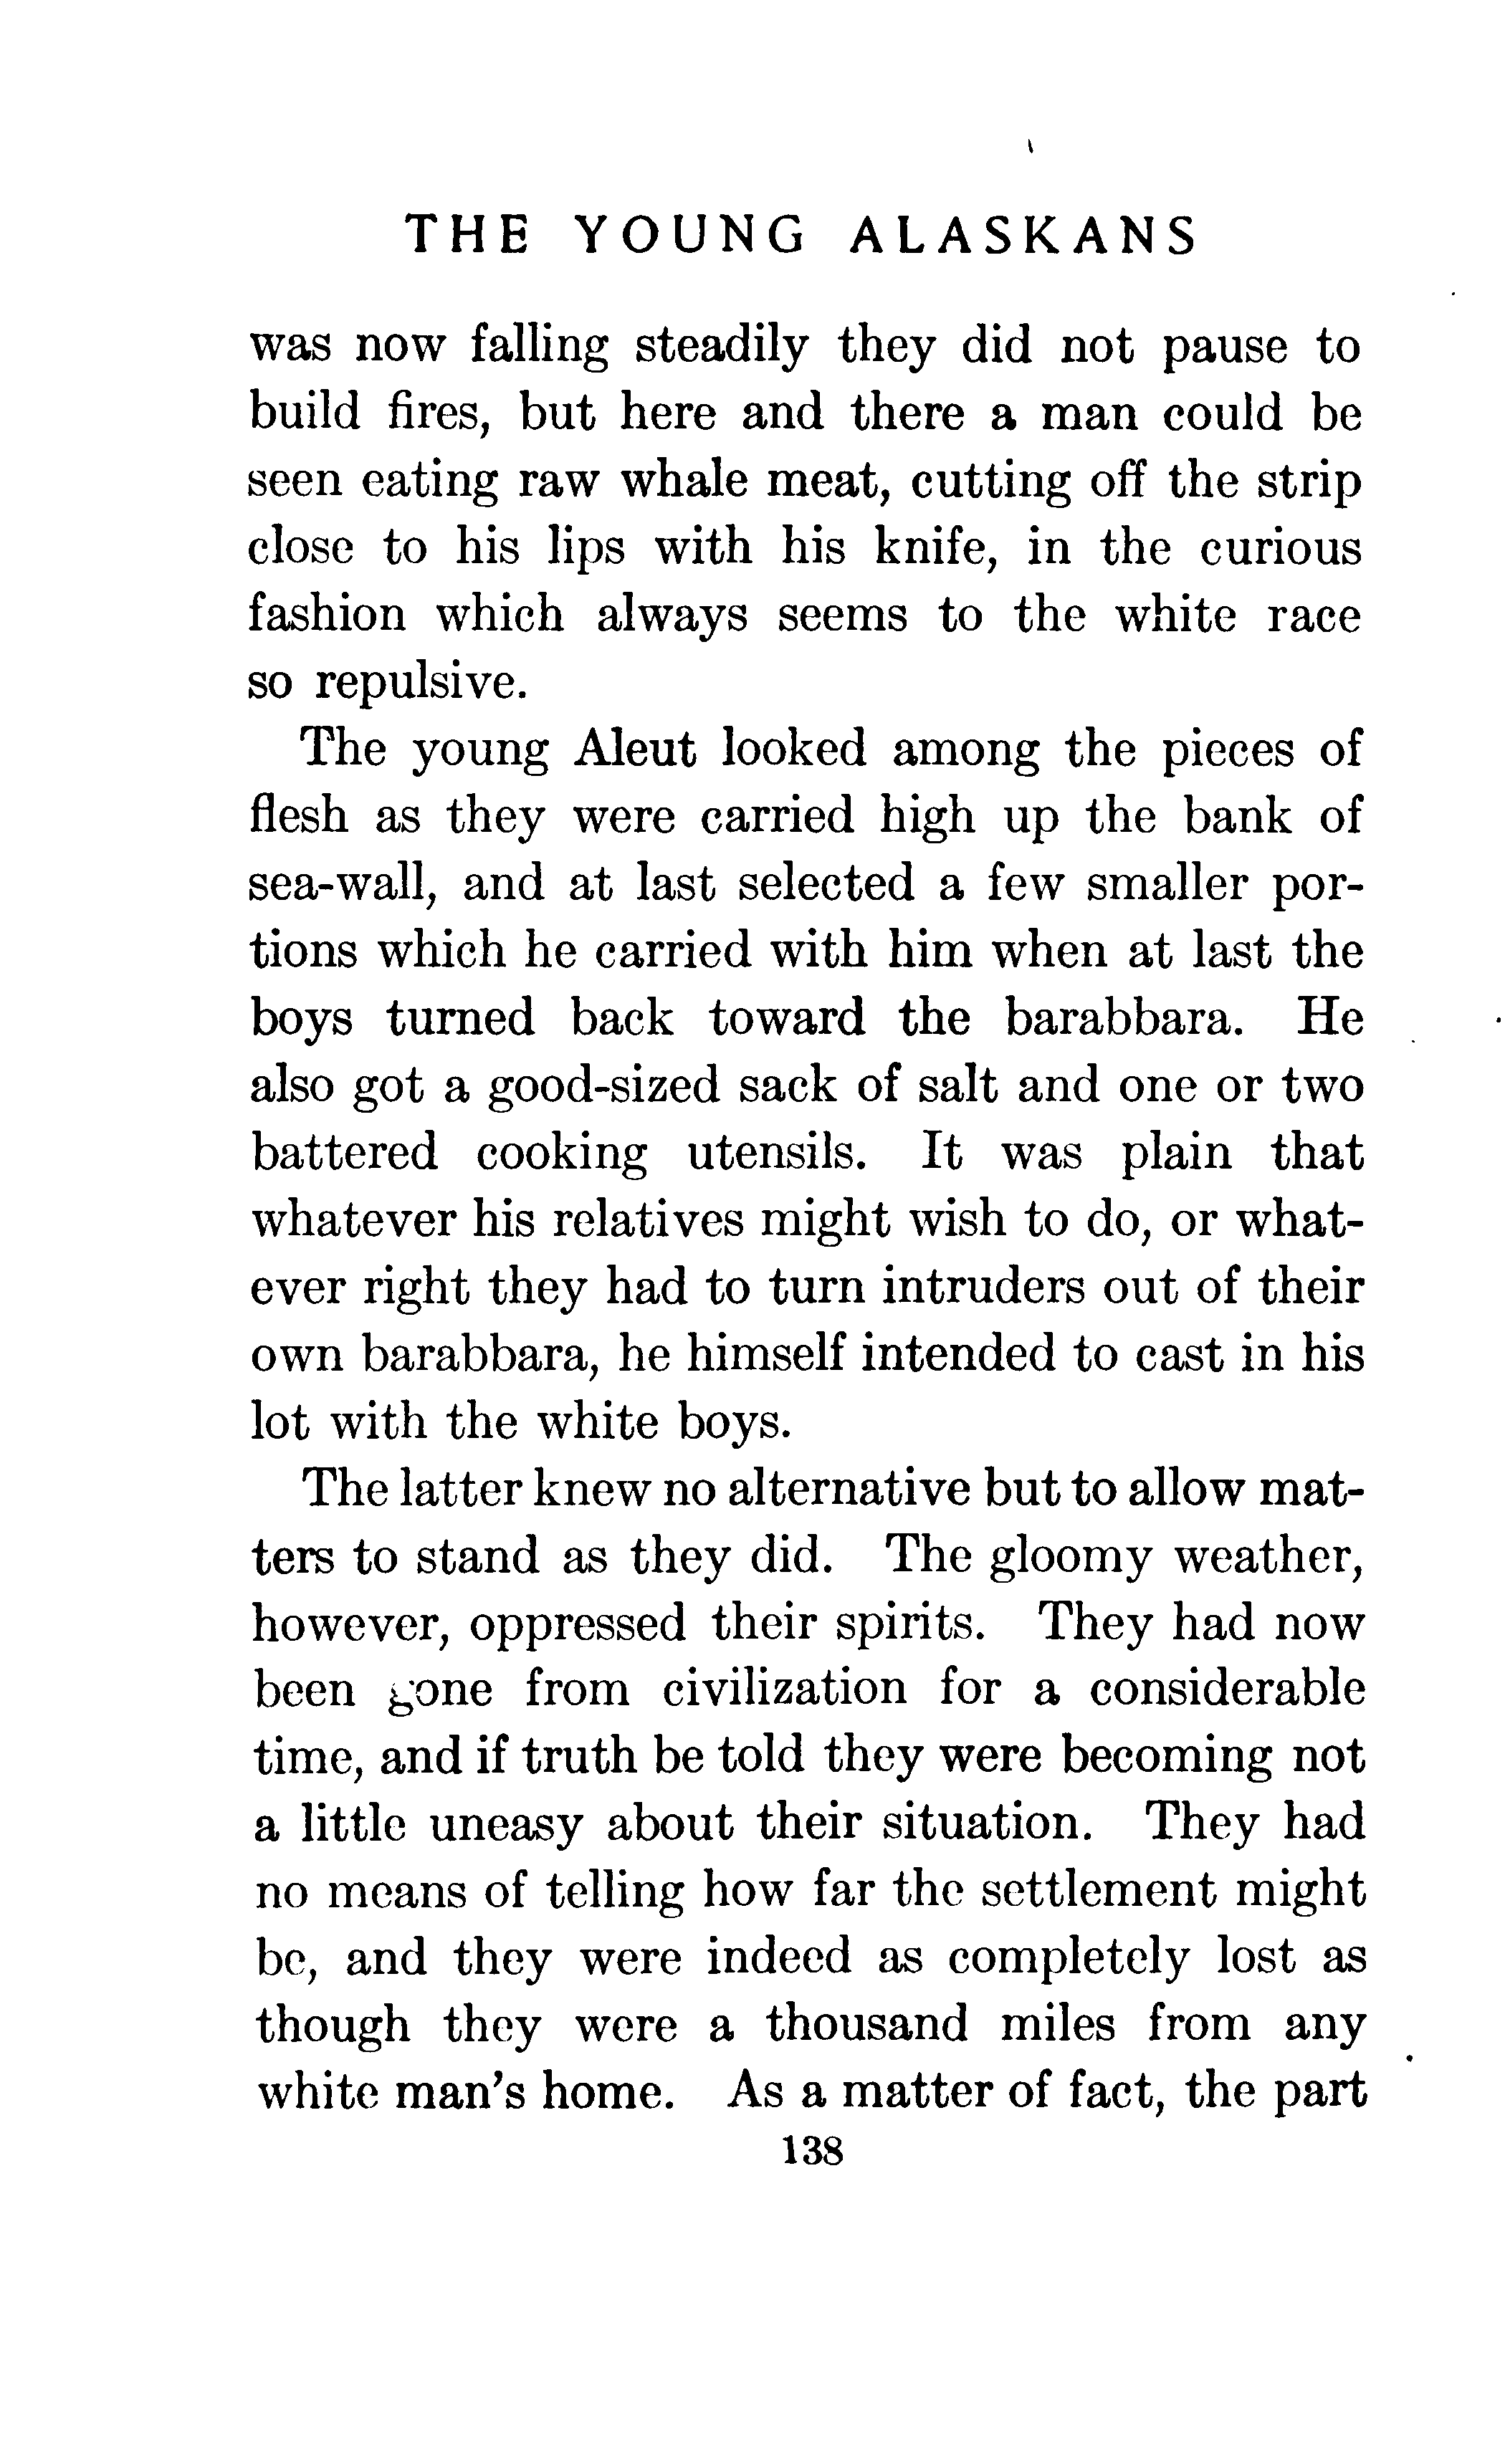 THE YOUNG ALASKANS
was now falling steadily they did not pause to
build fires, but here and there a man could be
seen eating raw whale meat, cutting off the strip
close to his lips with his knife, in the curious
fashion which always seems to the white race
so repulsive.
The young Aleut looked among the pieces of
flesh as they were carried high up the bank of
sea-wall, and at last selected a few smaller por-
tions which he carried with him when at last the
boys turned back toward the barabbara. He
also got a good-sized sack of salt and one or two
battered cooking utensils. It was plain that
whatever his relatives might wish to do, or what-
ever right they had to turn intruders out of their
own barabbara, he himself intended to cast in his
lot with the white boys.
The latter knew no alternative but to allow mat-
ters to stand as they did. The gloomy weather,
however, oppressed their spirits. They had now
been gone from civilization for a considerable
time, and if truth be told they were becoming not
a little uneasy about their situation. They had
no means of telling how far the settlement might
be, and they were indeed as completely lost as
though they were a thousand miles from any
white man's home. As a matter of fact, the part
138